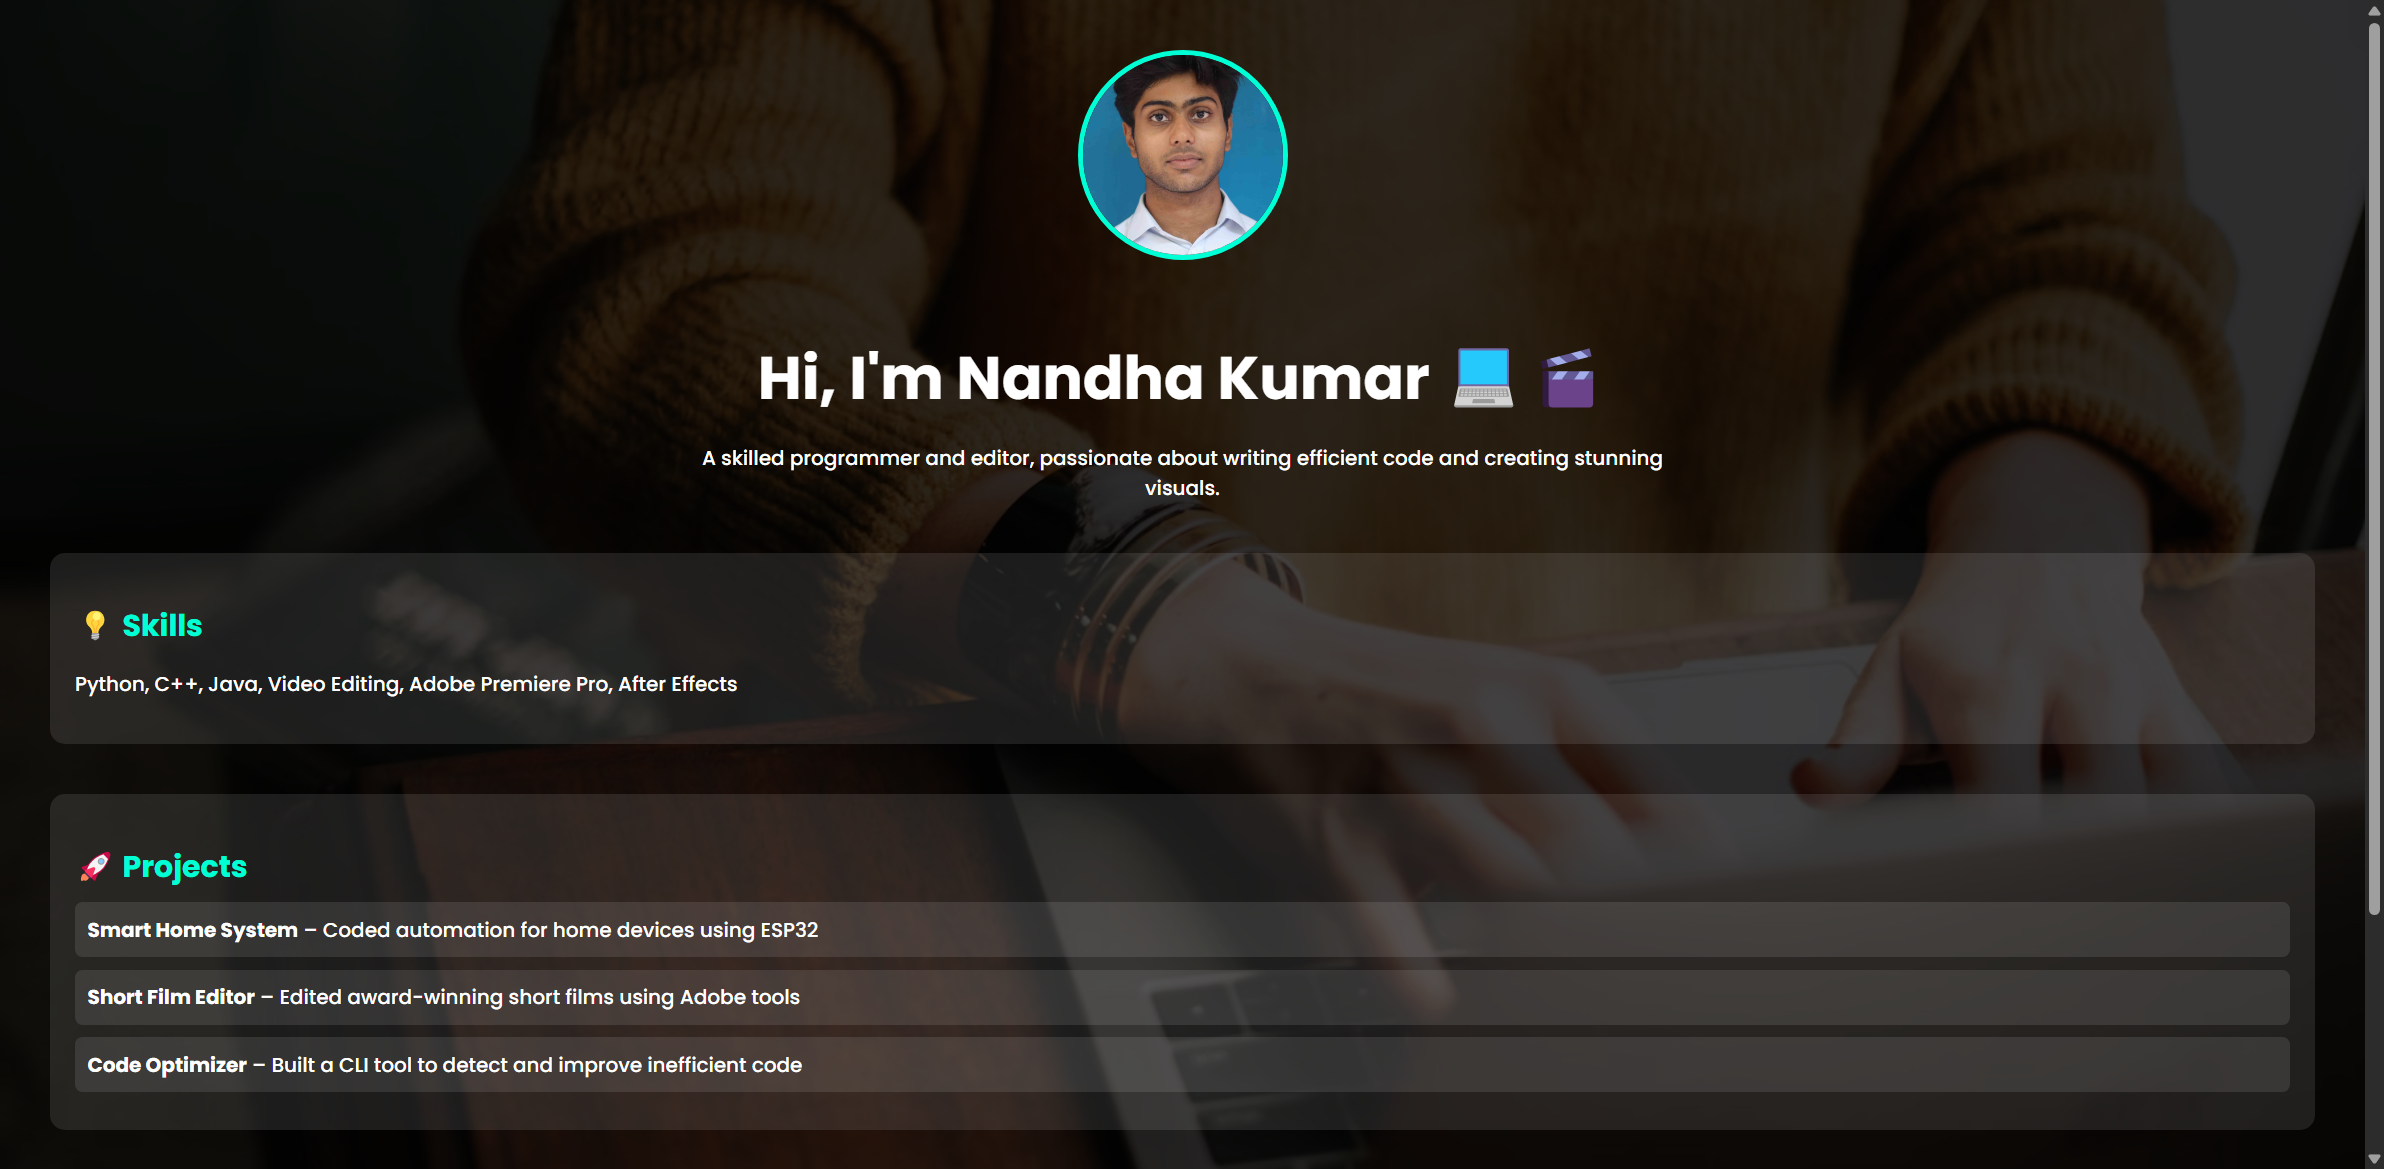 Hi, I'm Nandha Kumar 💻 🎬
A skilled programmer and editor, passionate about writing efficient code and creating stunning
visuals.
💡 Skills
Python, C++, Java, Video Editing, Adobe Premiere Pro, After Effects
🚀 Projects
Smart Home System – Coded automation for home devices using ESP32
Short Film Editor – Edited award-winning short films using Adobe tools
Code Optimizer – Built a CLI tool to detect and improve inefficient code